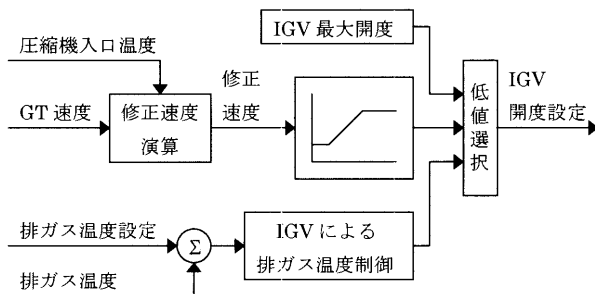 IGV 最大開度
圧縮機入口温度
GT 速度
修正速度
演算
修正
速度
低値選択
IGV
開度設定
排ガス温度設定
Σ
IGV による
排ガス温度制御
排ガス温度